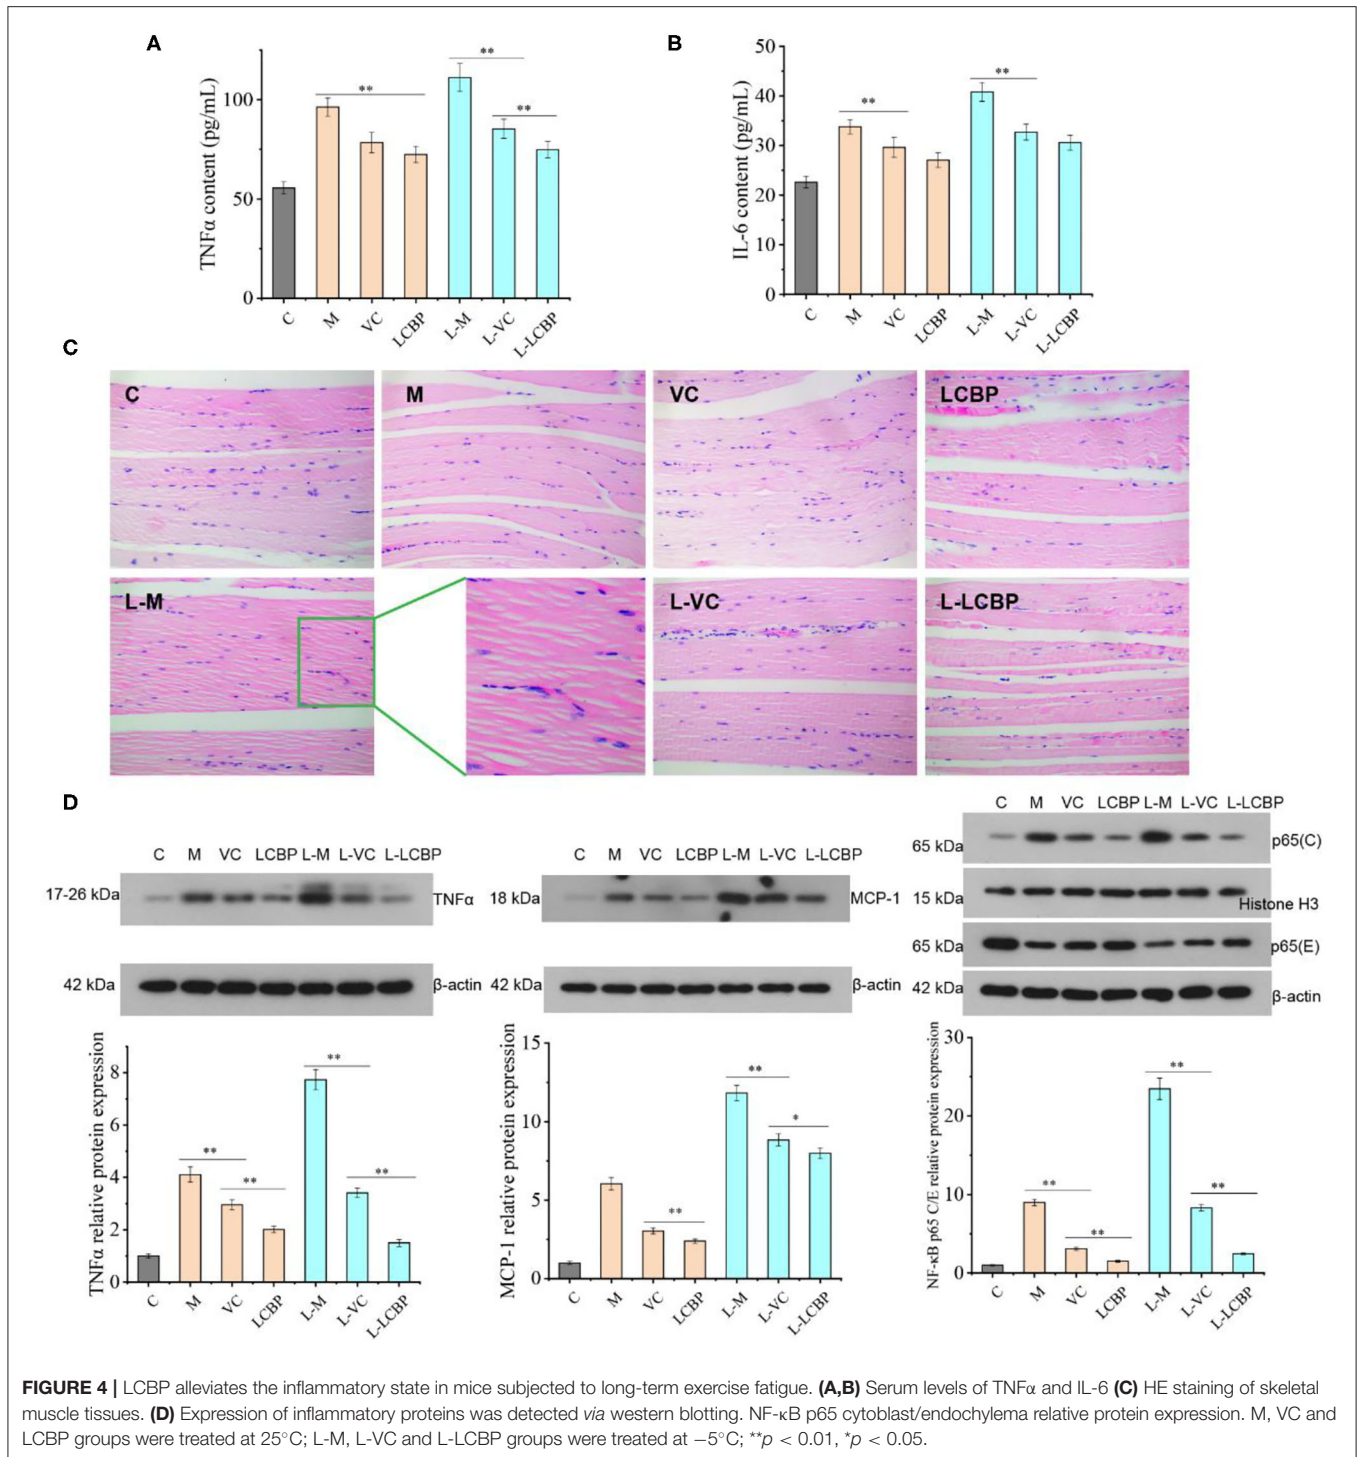 A
TNFα content (pg/mL)
100
50
0
**
**
**
C
M
VC
LCBP
L-M
L-VC
L-LCBP
B
IL-6 content (pg/mL)
50
40
30
20
10
0
**
**
C
M
VC
LCBP
L-M
L-VC
L-LCBP
C
C
M
VC
LCBP
L-M
L-VC
L-LCBP
D
C M VC LCBP L-M L-VC L-LCBP
17-26 kDa
TNFα
42 kDa
β-actin
C M VC LCBP L-M L-VC L-LCBP
18 kDa
MCP-1
42 kDa
β-actin
C M VC LCBP L-M L-VC L-LCBP
65 kDa
p65(C)
15 kDa
Histone H3
65 kDa
p65(E)
42 kDa
β-actin
TNFα relative protein expression
8
6
4
2
0
**
**
**
**
C
M
VC
LCBP
L-M
L-VC
L-LCBP
MCP-1 relative protein expression
15
10
5
0
**
**
*
C
M
VC
LCBP
L-M
L-VC
L-LCBP
NF-κB p65 C/E relative protein expression
30
20
10
0
**
**
**
**
C
M
VC
LCBP
L-M
L-VC
L-LCBP
FIGURE 4 | LCBP alleviates the inflammatory state in mice subjected to long-term exercise fatigue. (A,B) Serum levels of TNFα and IL-6 (C) HE staining of skeletal
muscle tissues. (D) Expression of inflammatory proteins was detected via western blotting. NF-κB p65 cytoblast/endochylema relative protein expression. M, VC and
LCBP groups were treated at 25°C; L-M, L-VC and L-LCBP groups were treated at −5°C; **p < 0.01, *p < 0.05.